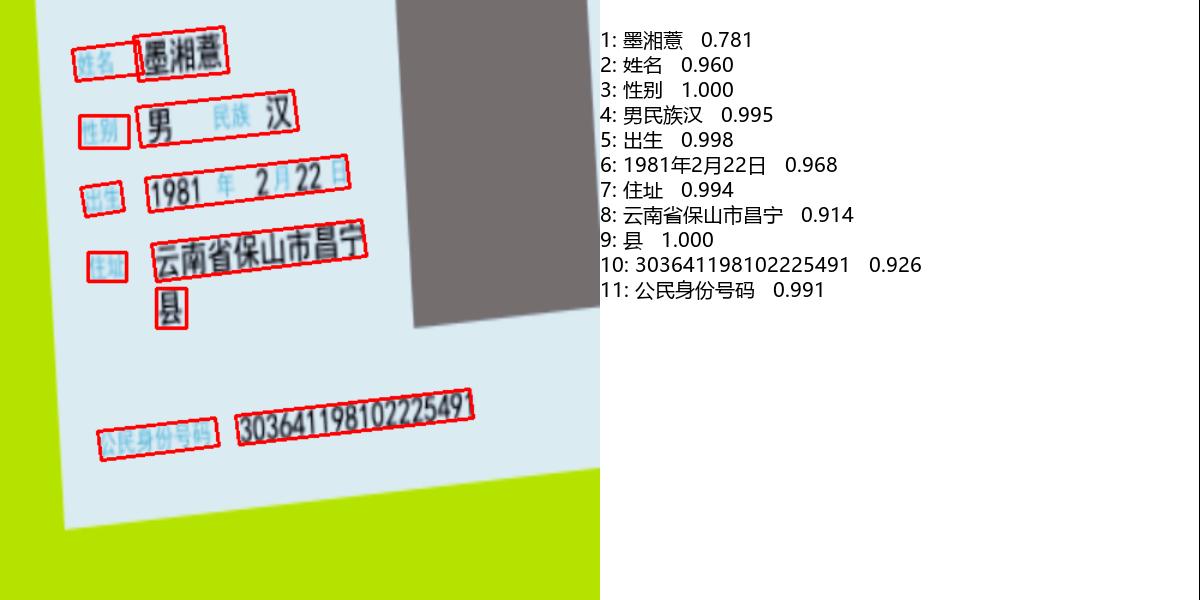 姓名 墨湘薏
性别 男 民族 汉
出生 1981 年 2 月 22 日
住址 云南省保山市昌宁
县
公民身份号码 303641198102225491
1: 墨湘薏 0.781
2: 姓名 0.960
3: 性别 1.000
4: 男民族汉 0.995
5: 出生 0.998
6: 1981年2月22日 0.968
7: 住址 0.994
8: 云南省保山市昌宁 0.914
9: 县 1.000
10: 303641198102225491 0.926
11: 公民身份号码 0.991